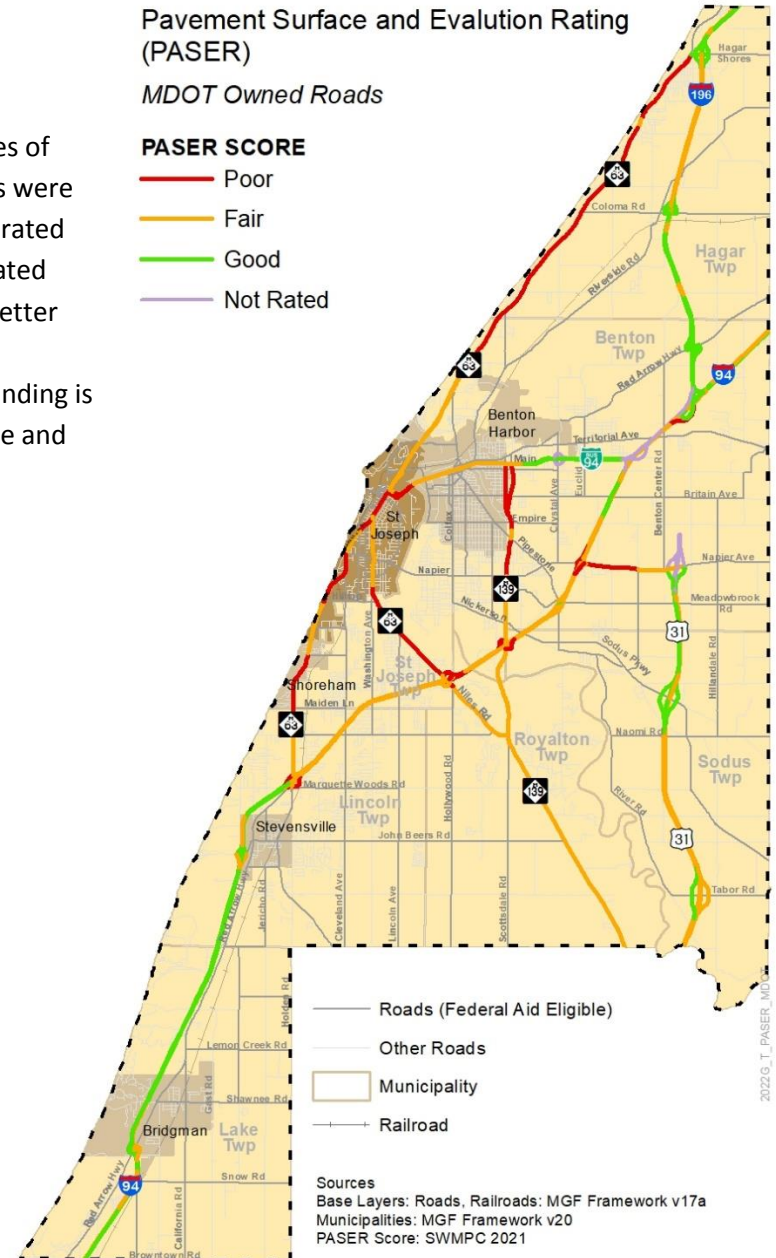 Pavement Surface and Evalution Rating
(PASER)
MDOT Owned Roads
es of
s were
rated
ated
etter
nding is
e and
PASER SCORE
Poor
Fair
Good
Not Rated
Hagar
Shores
196
63
Coloma Rd
Hagar
Twp
Riverside Rd
Benton
Twp
Red Arrow Hwy
94
63
Benton
Harbor
Territorial Ave
Main
94
Euclid
Crystal Ave
Benton Center Rd
Britain Ave
St
Joseph
Colfax
Empire
Pipestone
Napier
Napier Ave
139
Nickerson
Meadowbrook
Rd
63
31
Washington Ave
St
Joseph
Twp
Sodus Pkwy
Hillandale Rd
Shoreham
Maiden Ln
Niles Rd
63
Royalton
Twp
Naomi Rd
Sodus
Twp
Marquette Woods Rd
139
Lincoln
Twp
Hollywood Rd
River Rd
Stevensville
John Beers Rd
31
Red Arrow Hwy
Jericho Rd
Cleveland Ave
Lincoln Ave
Scottsdale Rd
Tabor Rd
Holden Rd
Lemon Creek Rd
Gast Rd
Shawnee Rd
Bridgman
Lake
Twp
Red Arrow Hwy
94
Snow Rd
California Rd
Browntown Rd
Roads (Federal Aid Eligible)
Other Roads
Municipality
Railroad
Sources
Base Layers: Roads, Railroads: MGF Framework v17a
Municipalities: MGF Framework v20
PASER Score: SWMPC 2021
2022G_T_PASER_MDOT